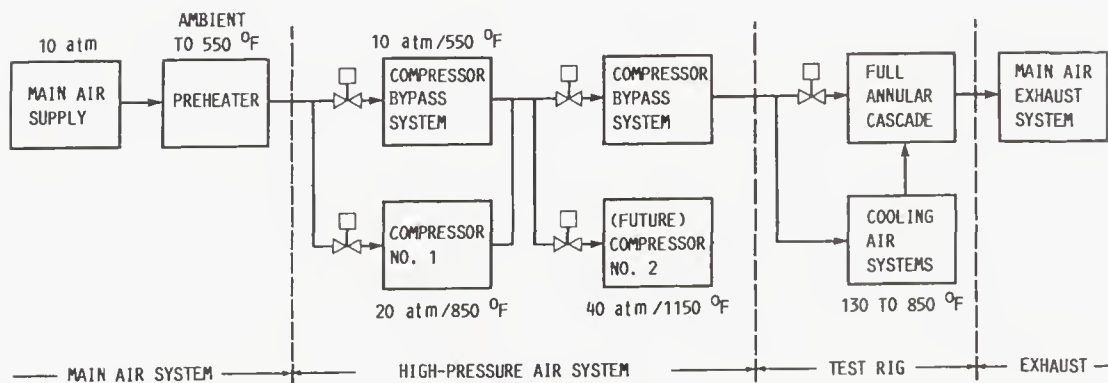 AMBIENT
TO 550 °F
10 atm
MAIN AIR
SUPPLY
PREHEATER
10 atm/550 °F
COMPRESSOR
BYPASS
SYSTEM
COMPRESSOR
BYPASS
SYSTEM
FULL
ANNULAR
CASCADE
MAIN AIR
EXHAUST
SYSTEM
COMPRESSOR
NO. 1
20 atm/850 °F
(FUTURE)
COMPRESSOR
NO. 2
40 atm/1150 °F
COOLING
AIR
SYSTEMS
130 TO 850 °F
MAIN AIR SYSTEM
HIGH-PRESSURE AIR SYSTEM
TEST RIG
EXHAUST